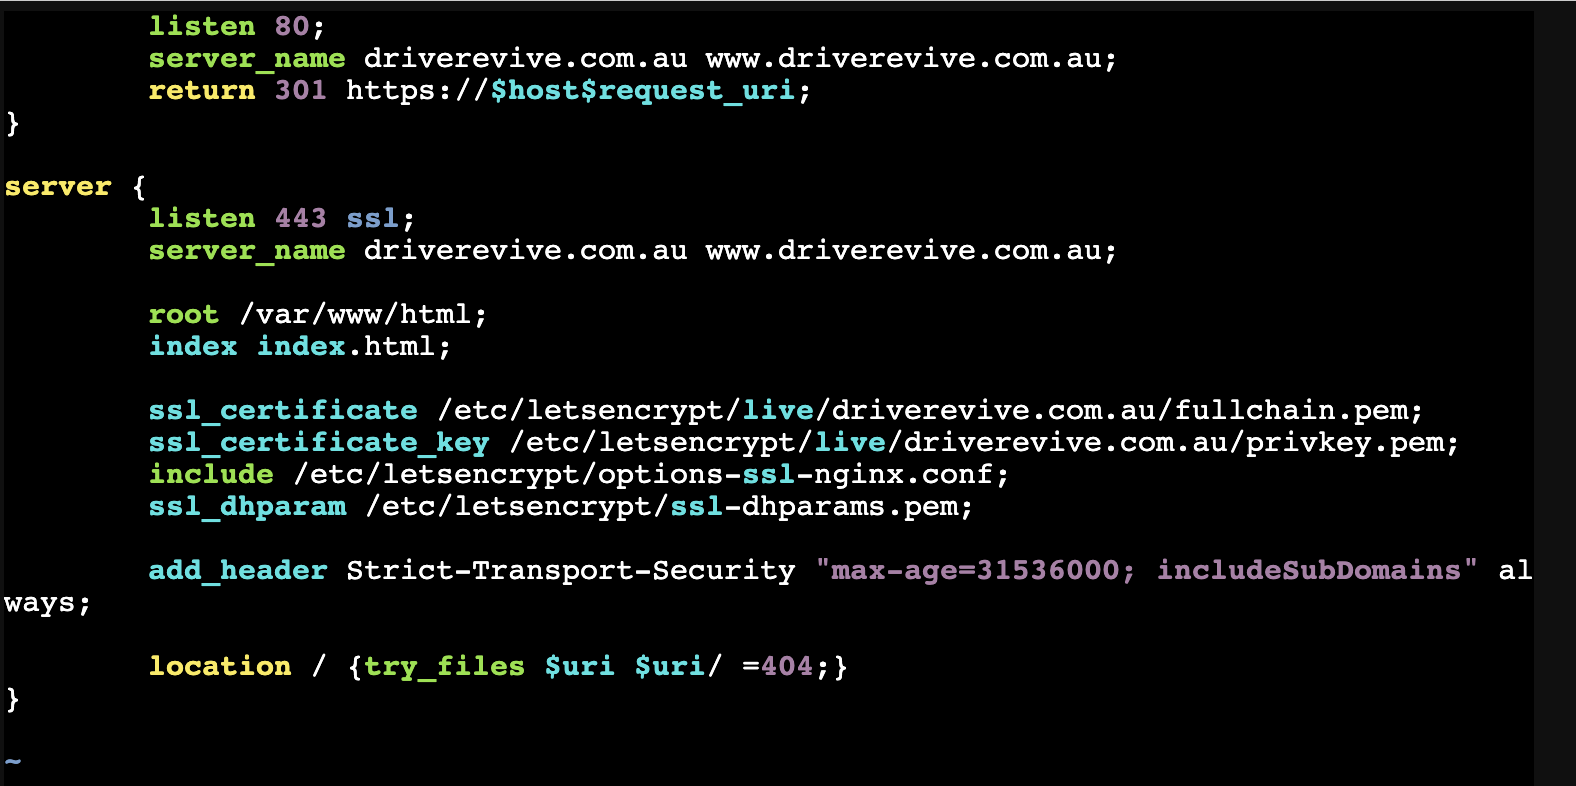 listen 80;
server_name driverevive.com.au www.driverevive.com.au;
return 301 https://$host$request_uri;
}
server {
listen 443 ssl;
server_name driverevive.com.au www.driverevive.com.au;
root /var/www/html;
index index.html;
ssl_certificate /etc/letsencrypt/live/driverevive.com.au/fullchain.pem;
ssl_certificate_key /etc/letsencrypt/live/driverevive.com.au/privkey.pem;
include /etc/letsencrypt/options-ssl-nginx.conf;
ssl_dhparam /etc/letsencrypt/ssl-dhparams.pem;
add_header Strict-Transport-Security "max-age=31536000; includeSubDomains" al
ways;
location / {try_files $uri $uri/ =404;}
}
~